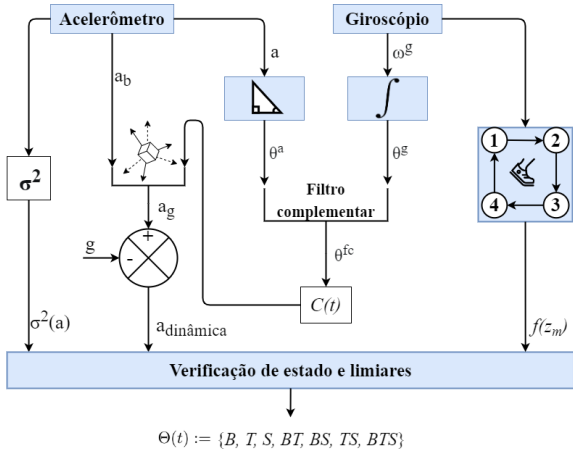 Acelerômetro
Giroscópio
a
ω^g
a_b
∫
σ²
θ^a
θ^g
1
2
4
3
Filtro
complementar
a_g
g
+
-
θ^fc
C(t)
σ²(a)
a_dinâmica
f(z_m)
Verificação de estado e limiares
Θ(t) := {B, T, S, BT, BS, TS, BTS}